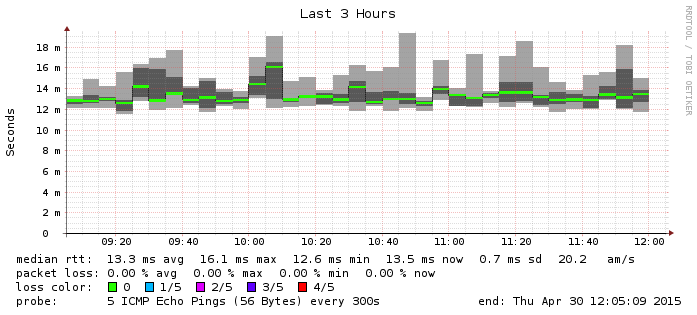 Last 3 Hours
RRDTOOL / TOBI OETIKER
Seconds
18 m
16 m
14 m
12 m
10 m
8 m
6 m
4 m
2 m
0
09:20 09:40 10:00 10:20 10:40 11:00 11:20 11:40 12:00
median rtt: 13.3 ms avg 16.1 ms max 12.6 ms min 13.5 ms now 0.7 ms sd 20.2 am/s
packet loss: 0.00 % avg 0.00 % max 0.00 % min 0.00 % now
loss color: 0 1/5 2/5 3/5 4/5
probe: 5 ICMP Echo Pings (56 Bytes) every 300s end: Thu Apr 30 12:05:09 2015